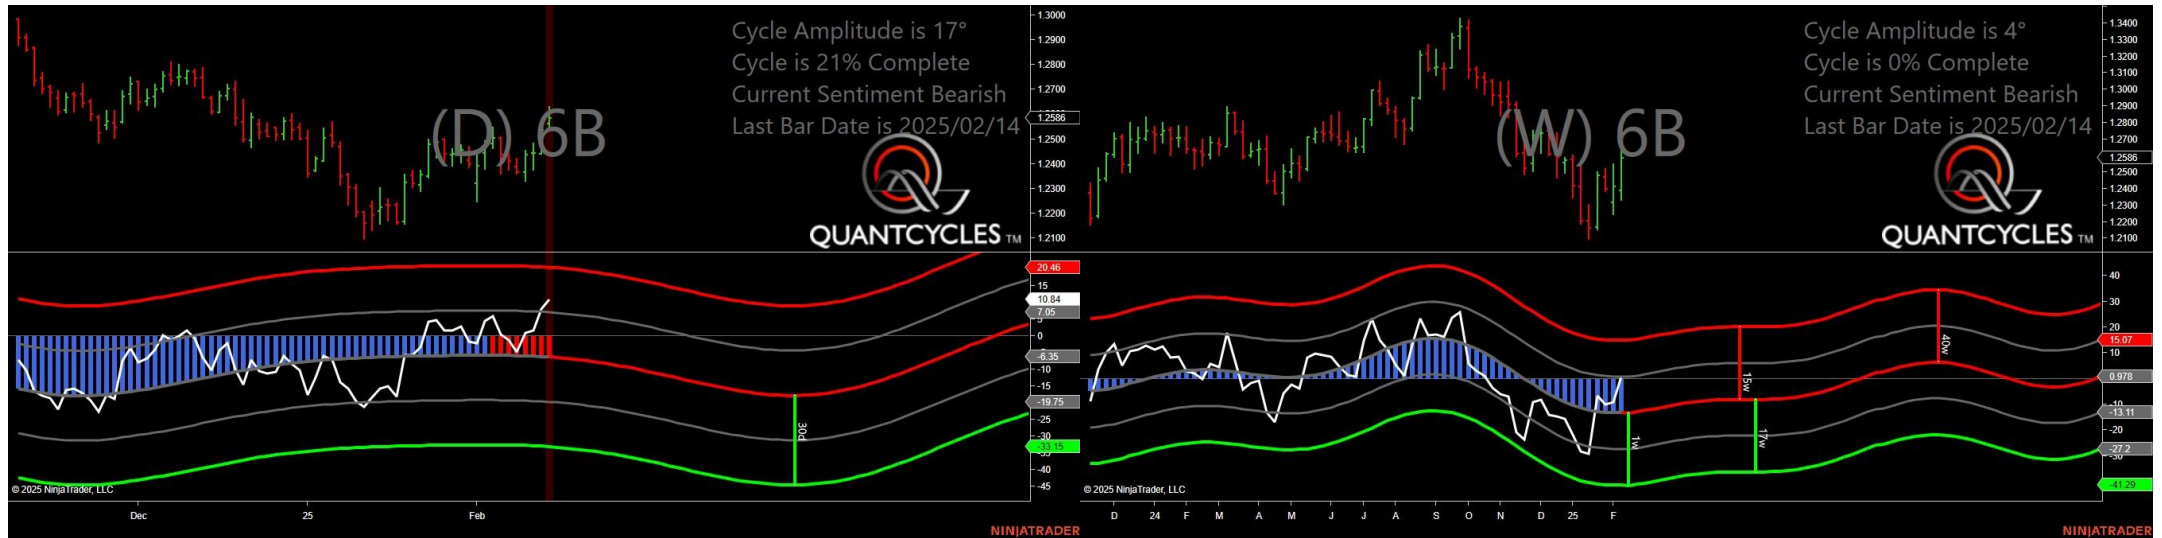 Cycle Amplitude is 17°
Cycle is 21% Complete
Current Sentiment Bearish
Last Bar Date is 2025/02/14
(D) 6B
QUANTCYCLES TM
1.3000
1.2900
1.2800
1.2700
1.2586
1.2500
1.2400
1.2300
1.2200
1.2100
20.46
15
10.84
7.05
0
-6.35
-10
-15
-19.75
-25
-30
-33.15
-40
-45
30d
© 2025 NinjaTrader, LLC
Dec
25
Feb
NINJATRADER
Cycle Amplitude is 4°
Cycle is 0% Complete
Current Sentiment Bearish
Last Bar Date is 2025/02/14
(W) 6B
QUANTCYCLES TM
1.3400
1.3300
1.3200
1.3100
1.3000
1.2900
1.2800
1.2700
1.2586
1.2500
1.2400
1.2300
1.2200
1.2100
40
30
20
15.07
10
0.978
-10
-13.11
-20
-27.2
-30
-41.29
1w
15w
17w
40w
© 2025 NinjaTrader, LLC
D 24 F M A M J J A S O N D 25 F
NINJATRADER